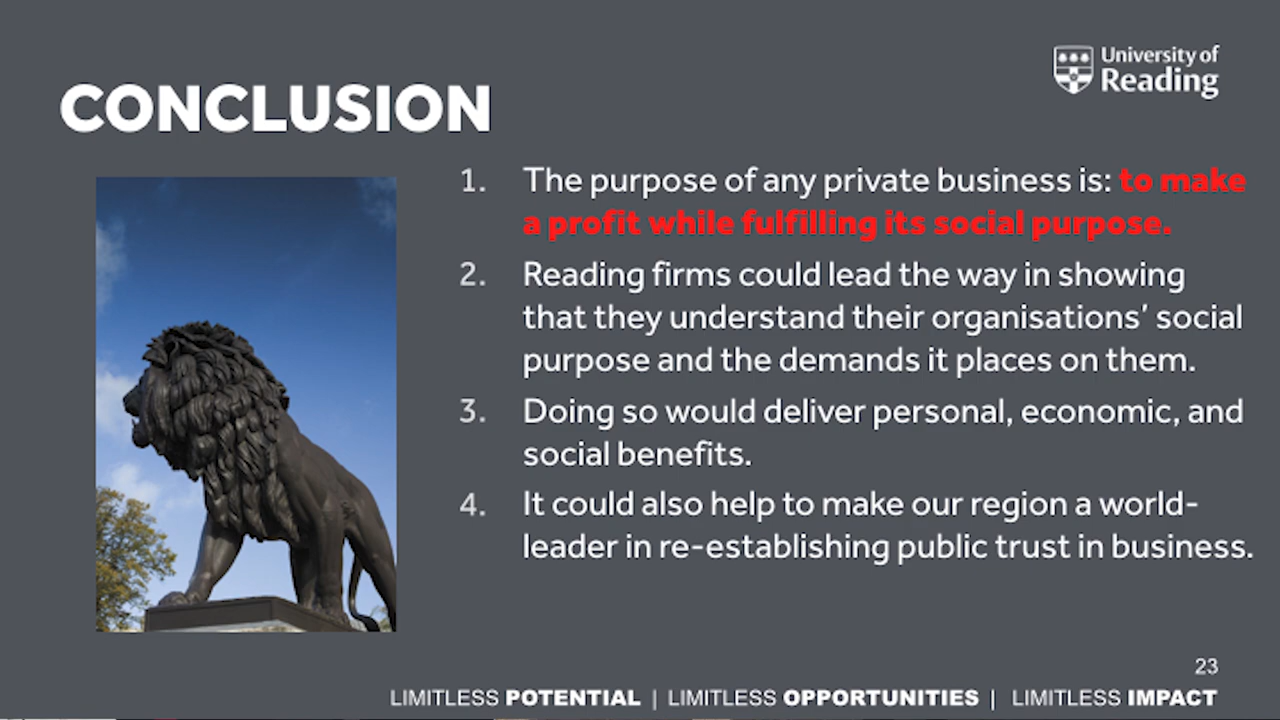 University of
Reading
CONCLUSION
1. The purpose of any private business is: to make
a profit while fulfilling its social purpose.
2. Reading firms could lead the way in showing
that they understand their organisations’ social
purpose and the demands it places on them.
3. Doing so would deliver personal, economic, and
social benefits.
4. It could also help to make our region a world-
leader in re-establishing public trust in business.
23
LIMITLESS POTENTIAL | LIMITLESS OPPORTUNITIES | LIMITLESS IMPACT